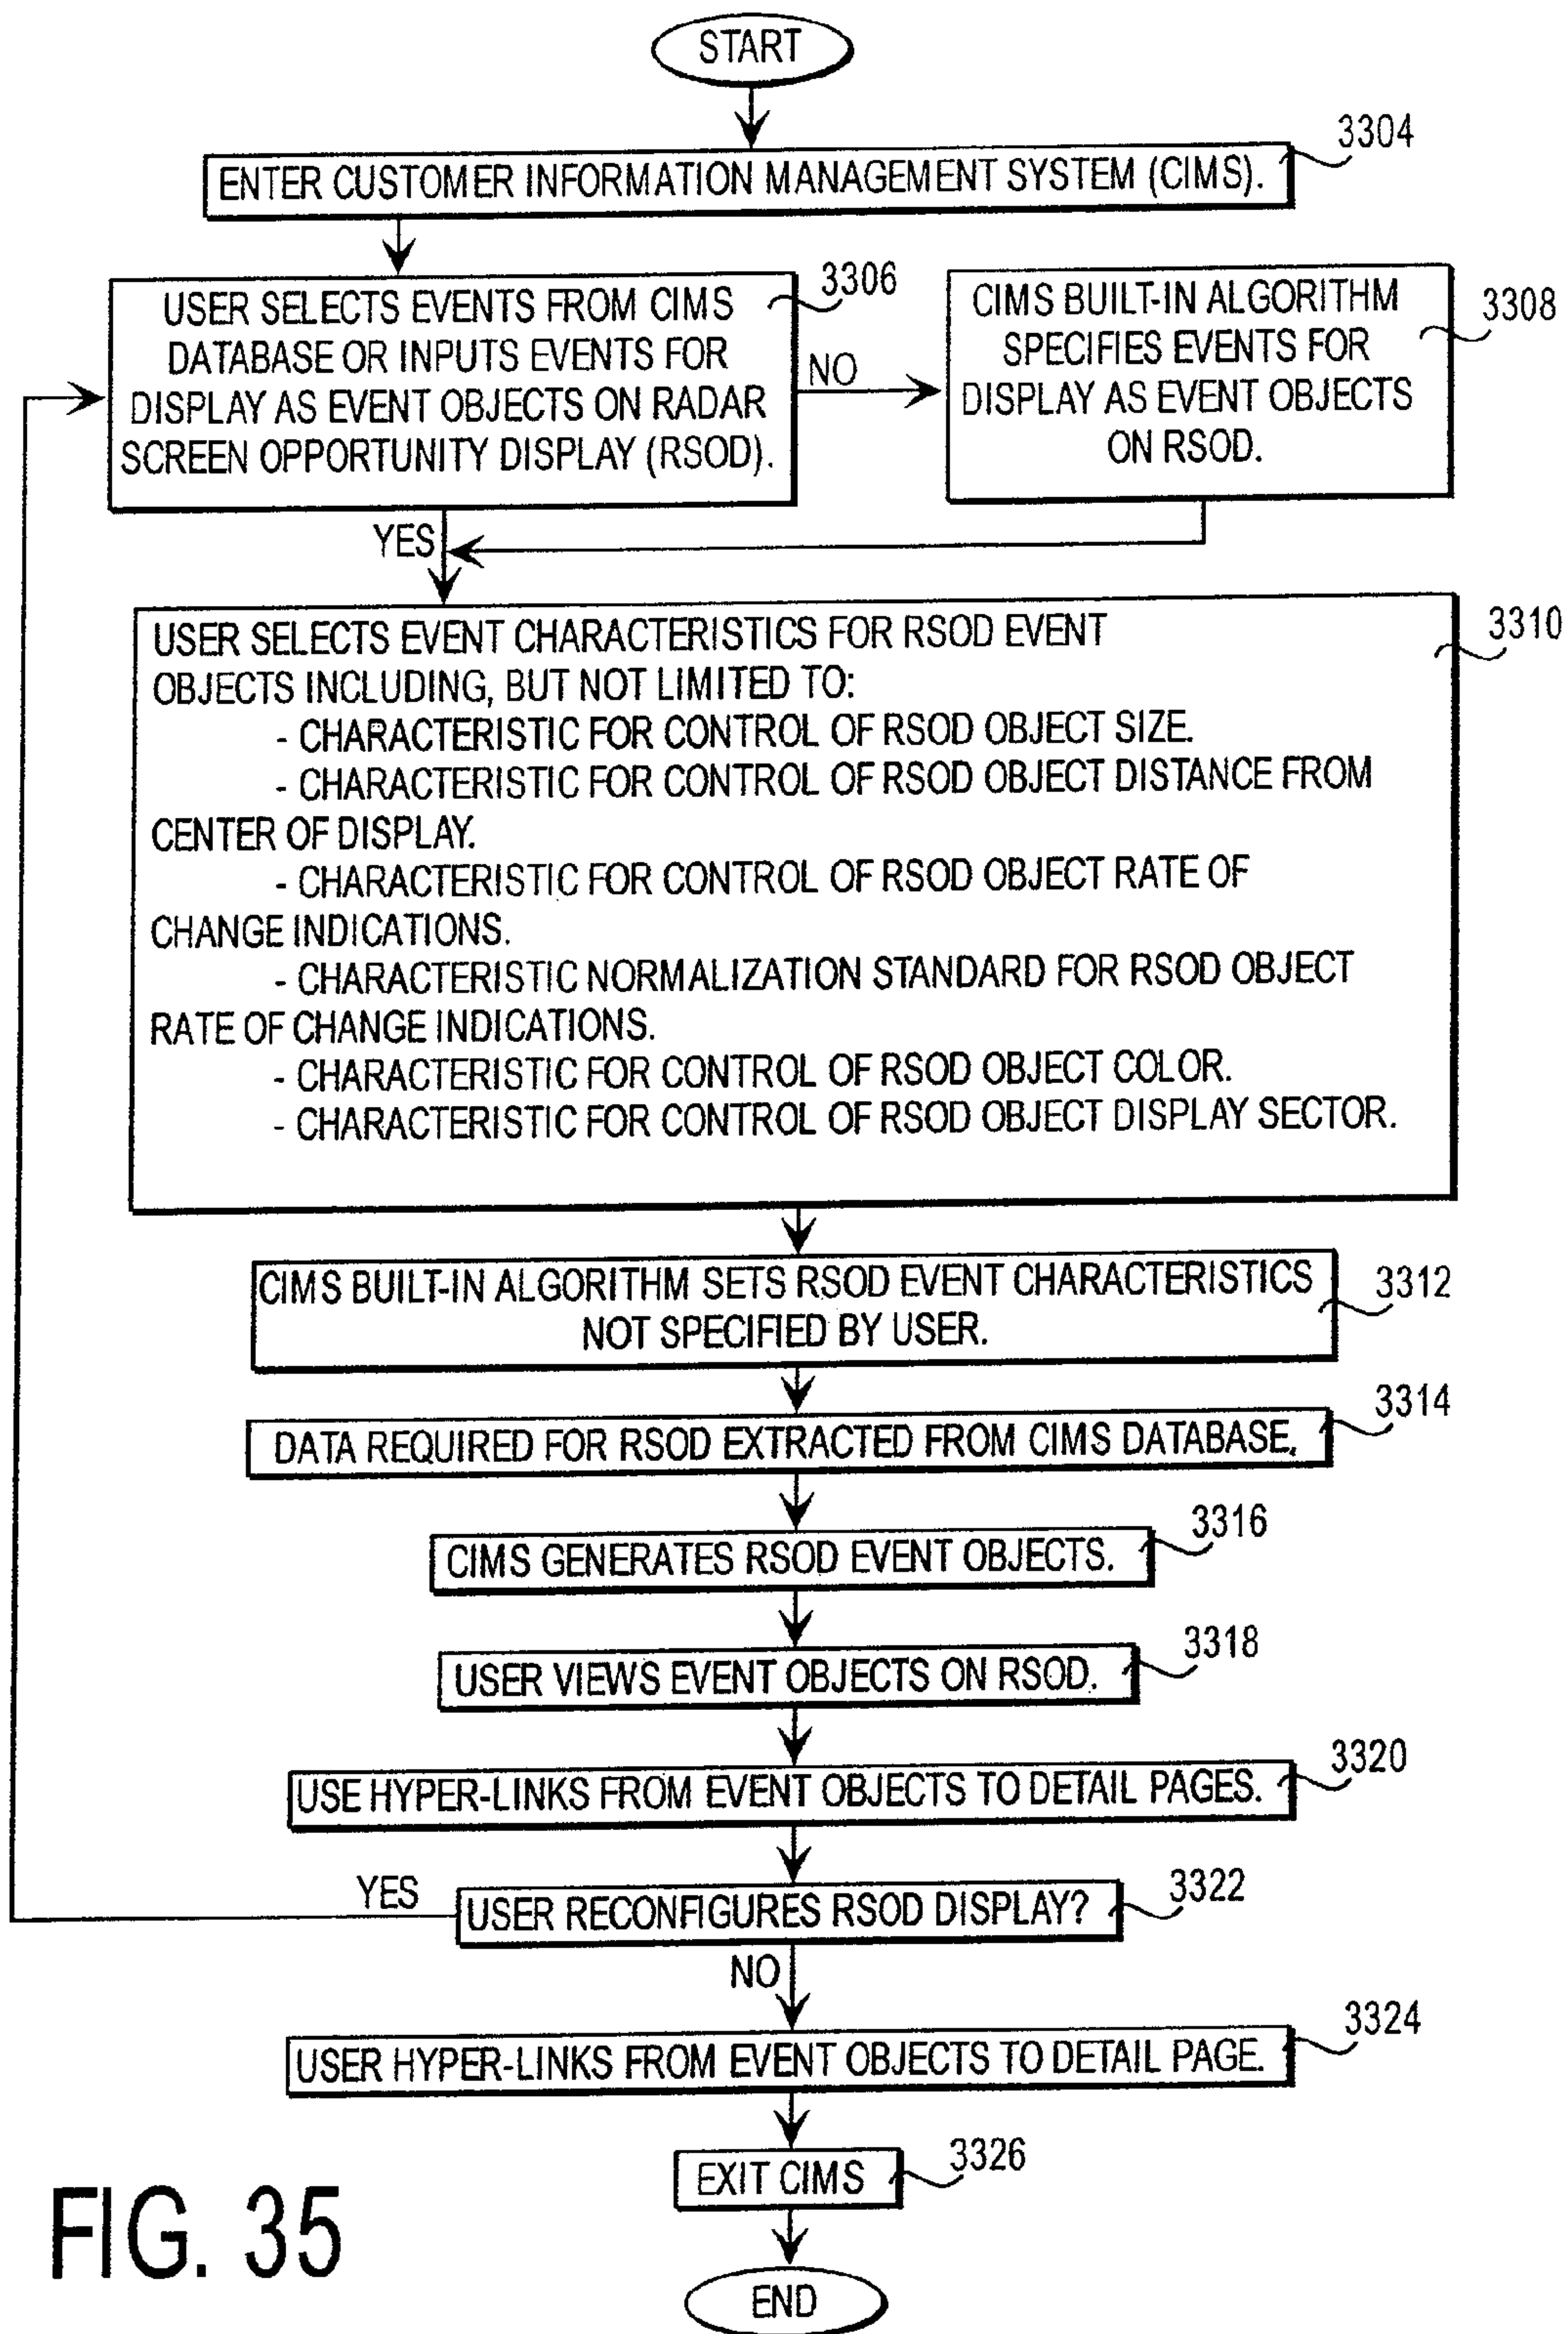 START
3304
ENTER CUSTOMER INFORMATION MANAGEMENT SYSTEM (CIMS).
3306
USER SELECTS EVENTS FROM CIMS
DATABASE OR INPUTS EVENTS FOR
DISPLAY AS EVENT OBJECTS ON RADAR
SCREEN OPPORTUNITY DISPLAY (RSOD).
NO
3308
CIMS BUILT-IN ALGORITHM
SPECIFIES EVENTS FOR
DISPLAY AS EVENT OBJECTS
ON RSOD.
YES
3310
USER SELECTS EVENT CHARACTERISTICS FOR RSOD EVENT
OBJECTS INCLUDING, BUT NOT LIMITED TO:
- CHARACTERISTIC FOR CONTROL OF RSOD OBJECT SIZE.
- CHARACTERISTIC FOR CONTROL OF RSOD OBJECT DISTANCE FROM
CENTER OF DISPLAY.
- CHARACTERISTIC FOR CONTROL OF RSOD OBJECT RATE OF
CHANGE INDICATIONS.
- CHARACTERISTIC NORMALIZATION STANDARD FOR RSOD OBJECT
RATE OF CHANGE INDICATIONS.
- CHARACTERISTIC FOR CONTROL OF RSOD OBJECT COLOR.
- CHARACTERISTIC FOR CONTROL OF RSOD OBJECT DISPLAY SECTOR.
CIMS BUILT-IN ALGORITHM SETS RSOD EVENT CHARACTERISTICS
NOT SPECIFIED BY USER.
3312
3314
DATA REQUIRED FOR RSOD EXTRACTED FROM CIMS DATABASE.
3316
CIMS GENERATES RSOD EVENT OBJECTS.
3318
USER VIEWS EVENT OBJECTS ON RSOD.
3320
USE HYPER-LINKS FROM EVENT OBJECTS TO DETAIL PAGES.
YES
3322
USER RECONFIGURES RSOD DISPLAY?
NO
3324
USER HYPER-LINKS FROM EVENT OBJECTS TO DETAIL PAGE.
3326
EXIT CIMS
END
FIG. 35